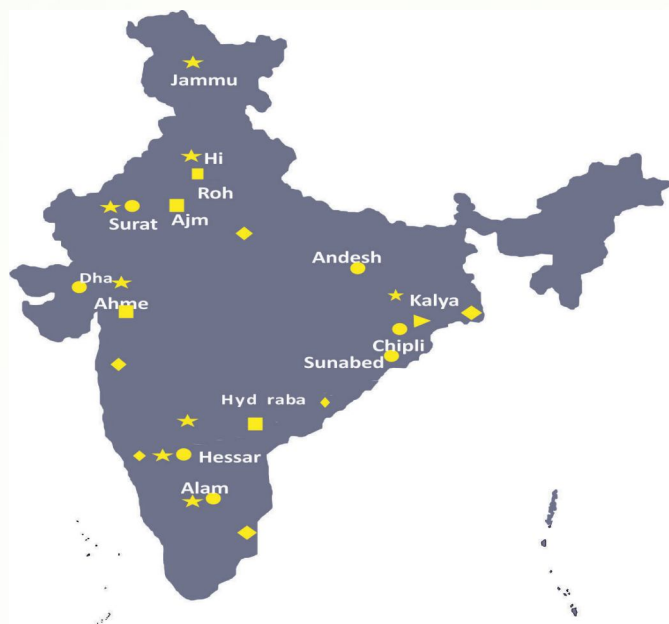 Jammu
Hi
Roh
Surat
Ajm
Andesh
Dha
Kalya
Ahme
Chipli
Sunabed
Hyd raba
Hessar
Alam